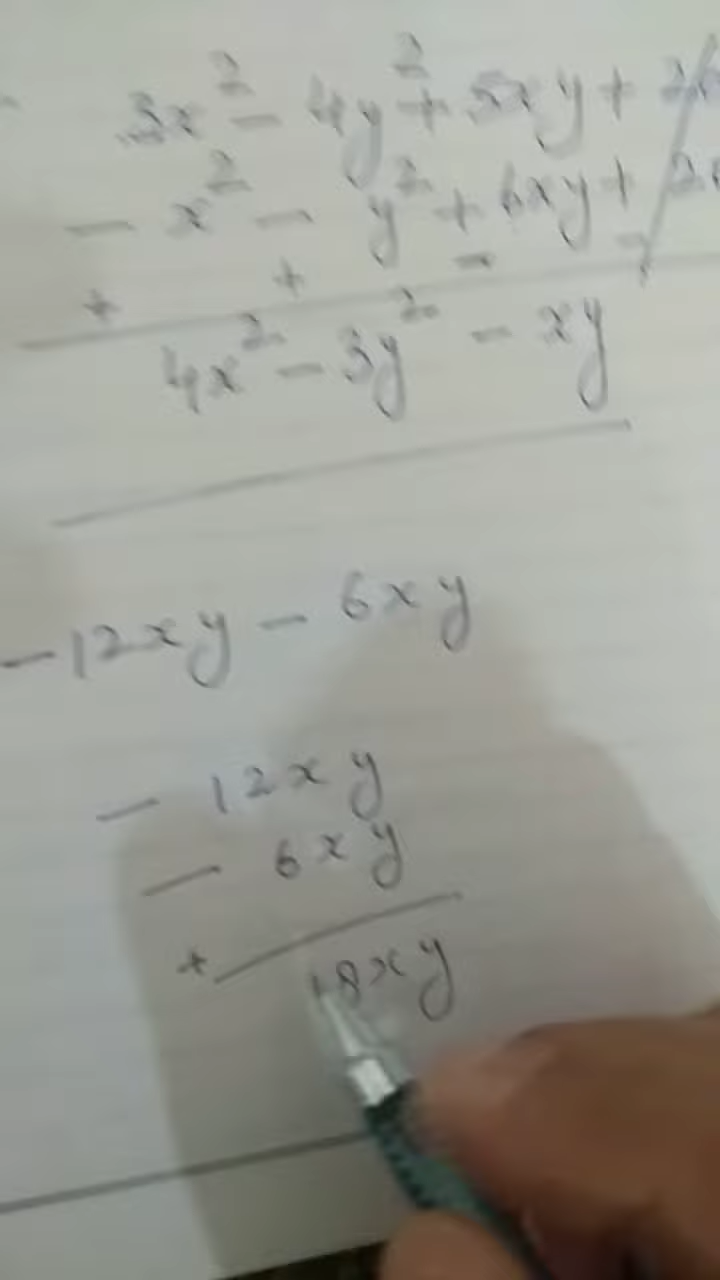 3x² - 4y² + 5xy +
- x² - y² + 6xy +
+ + - -
4x² - 3y² - xy
-12xy - 6xy
- 12xy
- 6xy
+
18xy